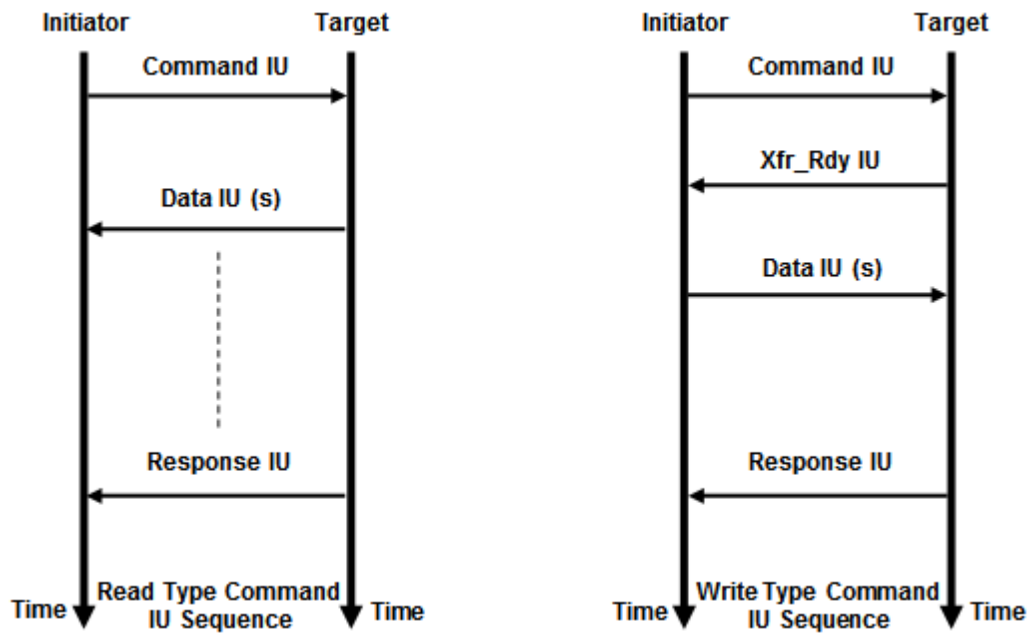 Initiator
Target
Command IU
Data IU (s)
Response IU
Time
Read Type Command
IU Sequence
Time
Initiator
Target
Command IU
Xfr_Rdy IU
Data IU (s)
Response IU
Time
Write Type Command
IU Sequence
Time